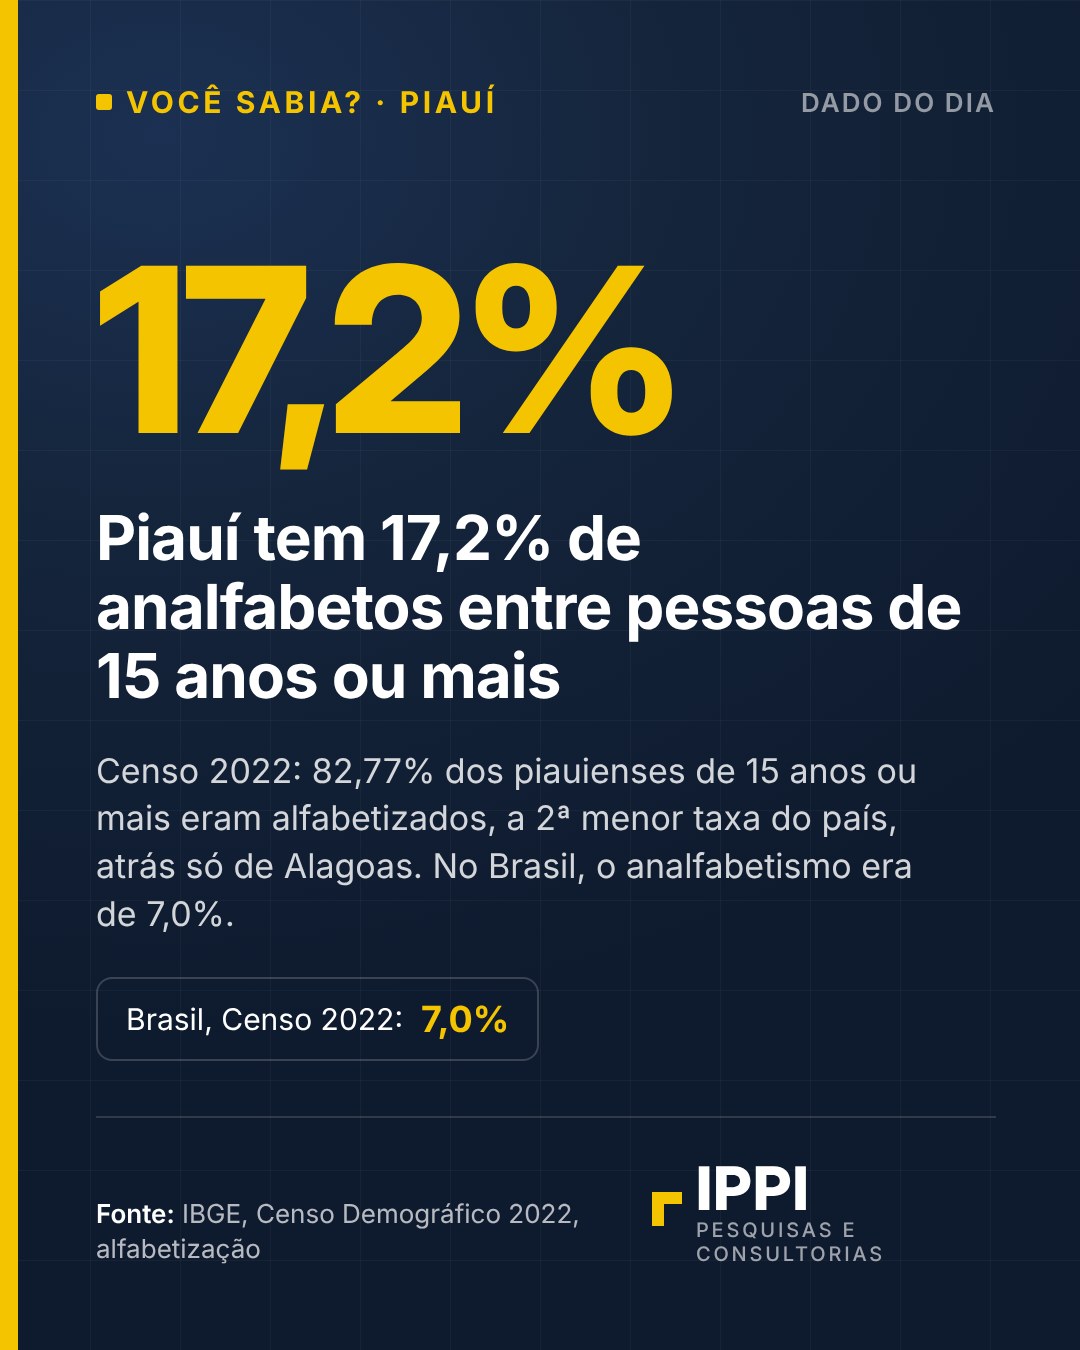 VOCÊ SABIA? · PIAUÍ
DADO DO DIA
17,2%
Piauí tem 17,2% de
analfabetos entre pessoas de
15 anos ou mais
Censo 2022: 82,77% dos piauienses de 15 anos ou
mais eram alfabetizados, a 2ª menor taxa do país,
atrás só de Alagoas. No Brasil, o analfabetismo era
de 7,0%.
Brasil, Censo 2022: 7,0%
Fonte: IBGE, Censo Demográfico 2022,
alfabetização
IPPI
PESQUISAS E
CONSULTORIAS